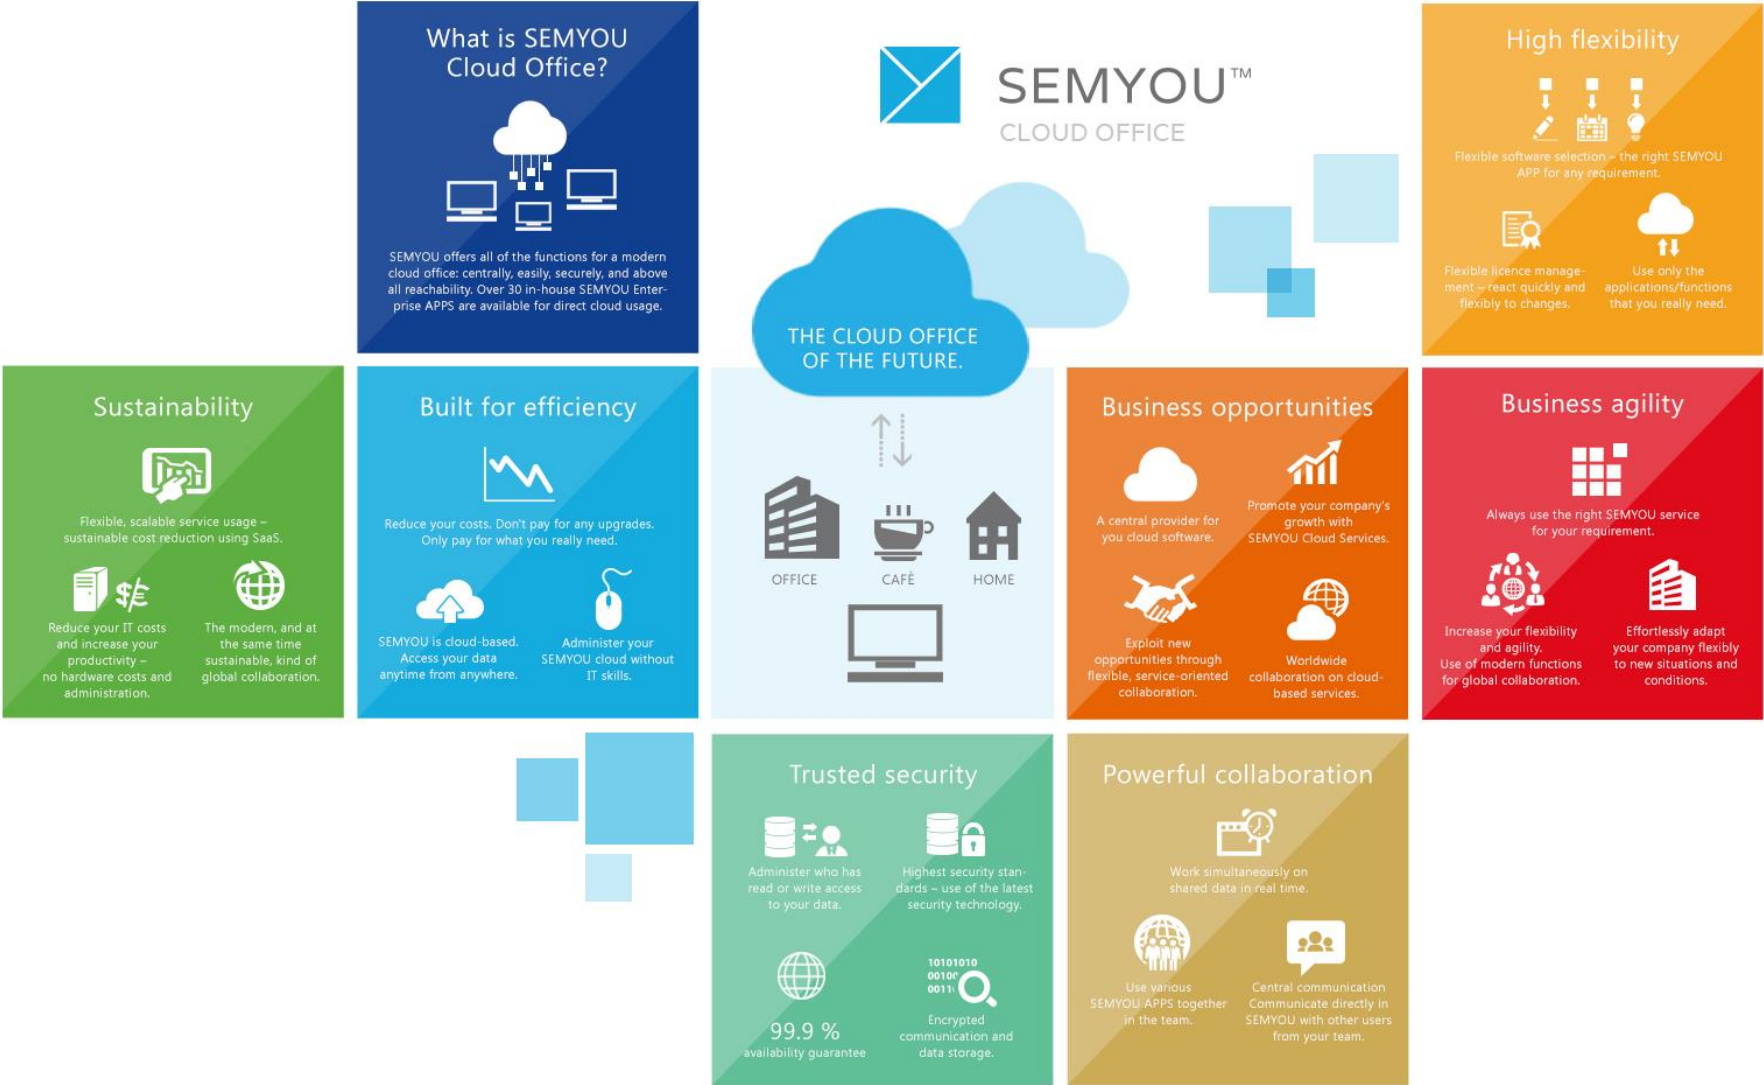 What is SEMYOU
Cloud Office?
SEMYOU offers all of the functions for a modern
cloud office: centrally, easily, securely, and above
all reachability. Over 30 in-house SEMYOU Enter-
prise APPS are available for direct cloud usage.
SEMYOU™
CLOUD OFFICE
THE CLOUD OFFICE
OF THE FUTURE.
High flexibility
Flexible software selection – the right SEMYOU
APP for any requirement.
Flexible licence manage-
ment – react quickly and
flexibly to changes.
Use only the
applications/functions
that you really need.
Sustainability
Flexible, scalable service usage –
sustainable cost reduction using SaaS.
$/€
Reduce your IT costs
and increase your
productivity –
no hardware costs and
administration.
The modern, and at
the same time
sustainable, kind of
global collaboration.
Built for efficiency
Reduce your costs. Don't pay for any upgrades.
Only pay for what you really need.
SEMYOU is cloud-based.
Access your data
anytime from anywhere.
Administer your
SEMYOU cloud without
IT skills.
OFFICE
CAFÉ
HOME
Business opportunities
A central provider for
you cloud software.
Promote your company's
growth with
SEMYOU Cloud Services.
Exploit new
opportunities through
flexible, service-oriented
collaboration.
Worldwide
collaboration on cloud-
based services.
Business agility
Always use the right SEMYOU service
for your requirement.
Increase your flexibility
and agility.
Use of modern functions
for global collaboration.
Effortlessly adapt
your company flexibly
to new situations and
conditions.
Trusted security
Administer who has
read or write access
to your data.
Highest security stan-
dards – use of the latest
security technology.
99.9 %
availability guarantee
10101010
0010
0011
Encrypted
communication and
data storage.
Powerful collaboration
Work simultaneously on
shared data in real time.
Use various
SEMYOU APPS together
in the team.
Central communication
Communicate directly in
SEMYOU with other users
from your team.